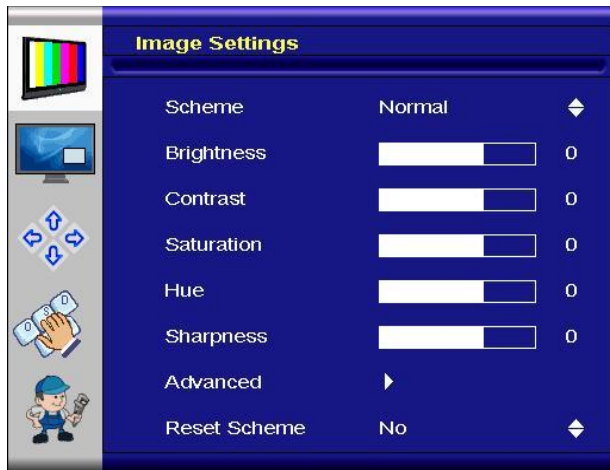 Image Settings
Scheme Normal
Brightness 0
Contrast 0
Saturation 0
Hue 0
Sharpness 0
Advanced
Reset Scheme No
O S D